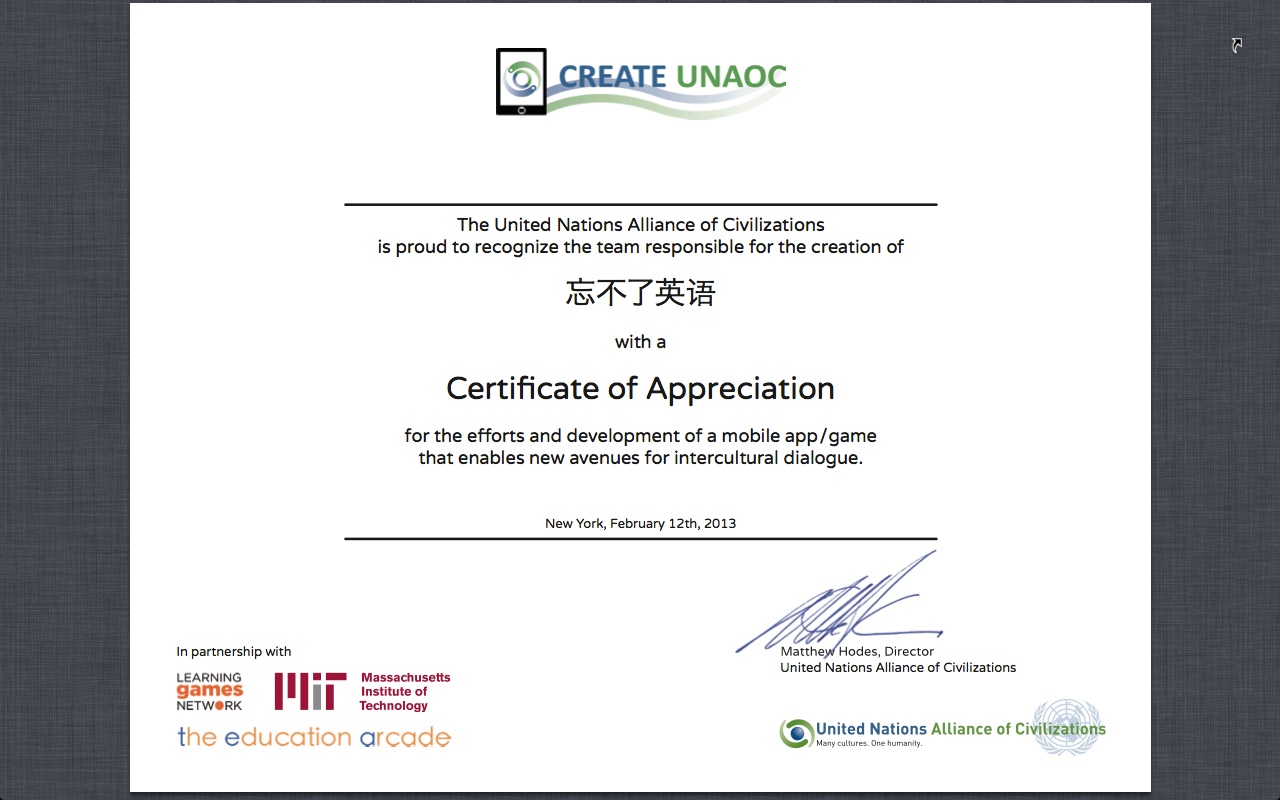 CREATE UNAOC
The United Nations Alliance of Civilizations
is proud to recognize the team responsible for the creation of
忘不了英语
with a
Certificate of Appreciation
for the efforts and development of a mobile app/game
that enables new avenues for intercultural dialogue.
New York, February 12th, 2013
Matthew Hodes, Director
United Nations Alliance of Civilizations
In partnership with
LEARNING
games
NETWORK
MIT
Massachusetts
Institute of
Technology
the education arcade
United Nations Alliance of Civilizations
Many cultures. One humanity.